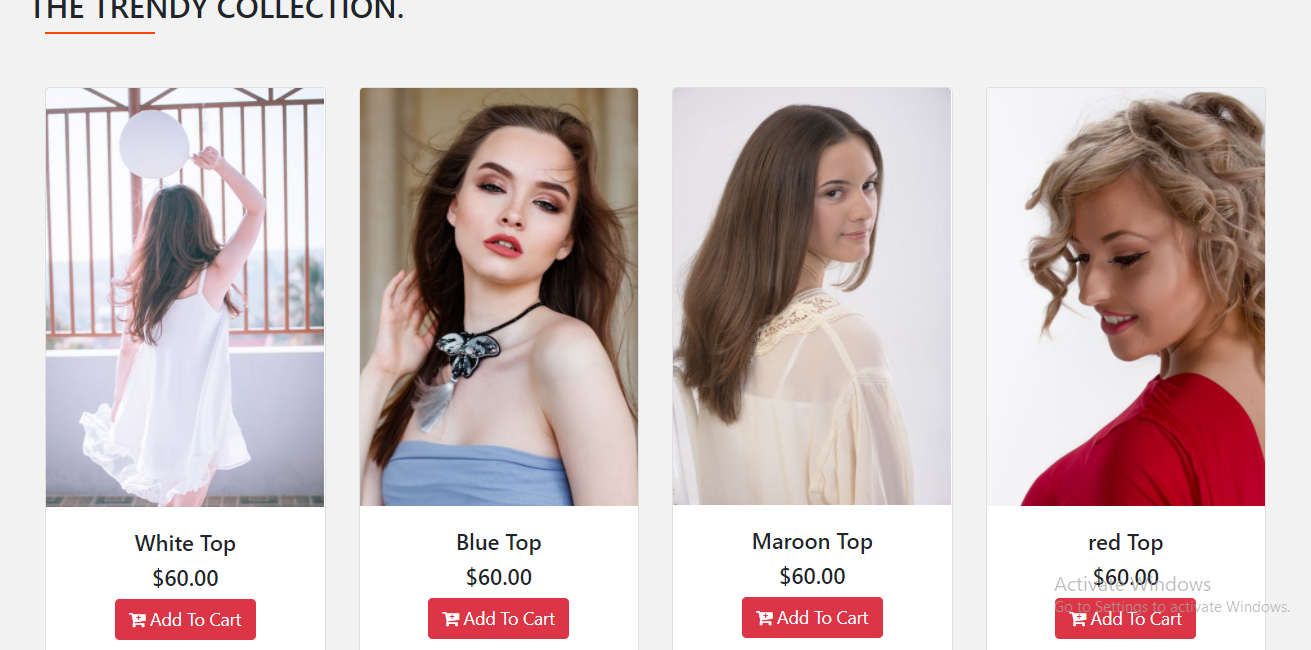 THE TRENDY COLLECTION.
White Top
$60.00
Add To Cart
Blue Top
$60.00
Add To Cart
Maroon Top
$60.00
Add To Cart
red Top
$60.00
Add To Cart
Activate Windows
Go to Settings to activate Windows.